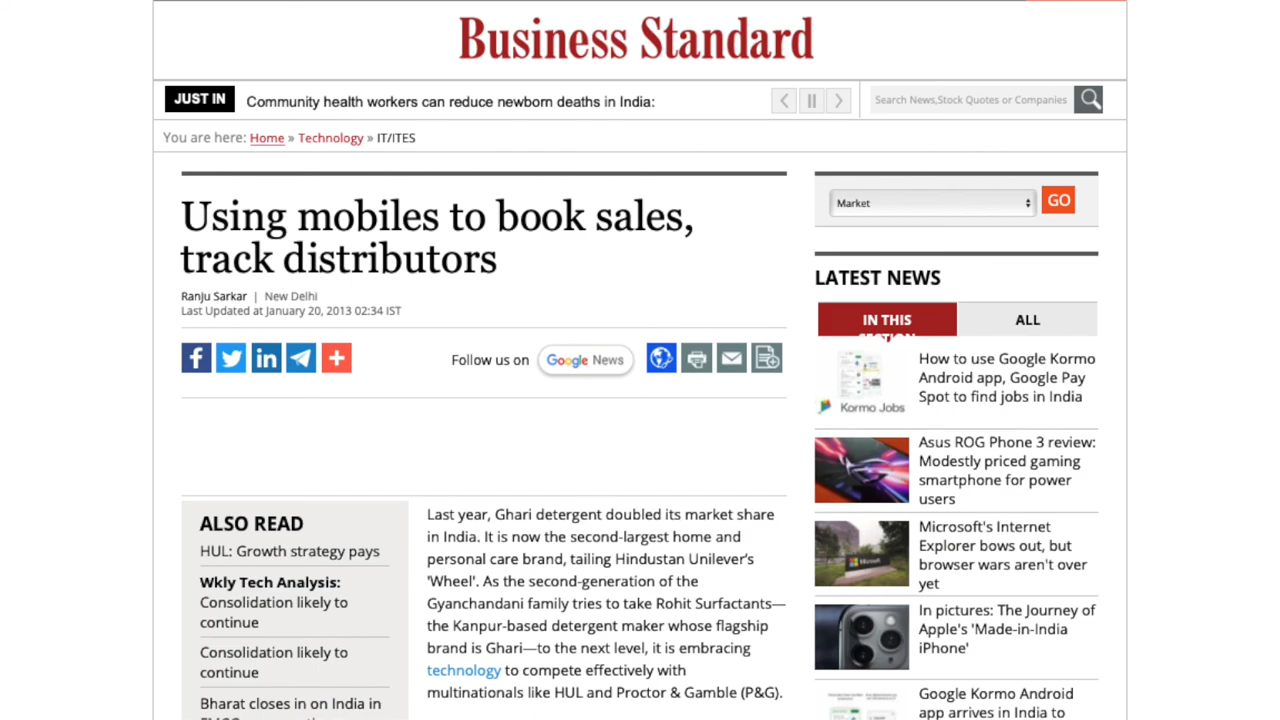 Business Standard
JUST IN
Community health workers can reduce newborn deaths in India:
Search News,Stock Quotes or Companies
You are here: Home » Technology » IT/ITES
Using mobiles to book sales,
track distributors
Ranju Sarkar | New Delhi
Last Updated at January 20, 2013 02:34 IST
Follow us on
Google News
ALSO READ
HUL: Growth strategy pays
Wkly Tech Analysis:
Consolidation likely to
continue
Consolidation likely to
continue
Bharat closes in on India in
Last year, Ghari detergent doubled its market share
in India. It is now the second-largest home and
personal care brand, tailing Hindustan Unilever's
'Wheel'. As the second-generation of the
Gyanchandani family tries to take Rohit Surfactants—
the Kanpur-based detergent maker whose flagship
brand is Ghari—to the next level, it is embracing
technology to compete effectively with
multinationals like HUL and Proctor & Gamble (P&G).
Market
GO
LATEST NEWS
IN THIS
SECTION
ALL
Kormo Jobs
How to use Google Kormo
Android app, Google Pay
Spot to find jobs in India
Asus ROG Phone 3 review:
Modestly priced gaming
smartphone for power
users
Microsoft
Microsoft's Internet
Explorer bows out, but
browser wars aren't over
yet
In pictures: The Journey of
Apple's 'Made-in-India
iPhone'
Google Kormo Android
app arrives in India to